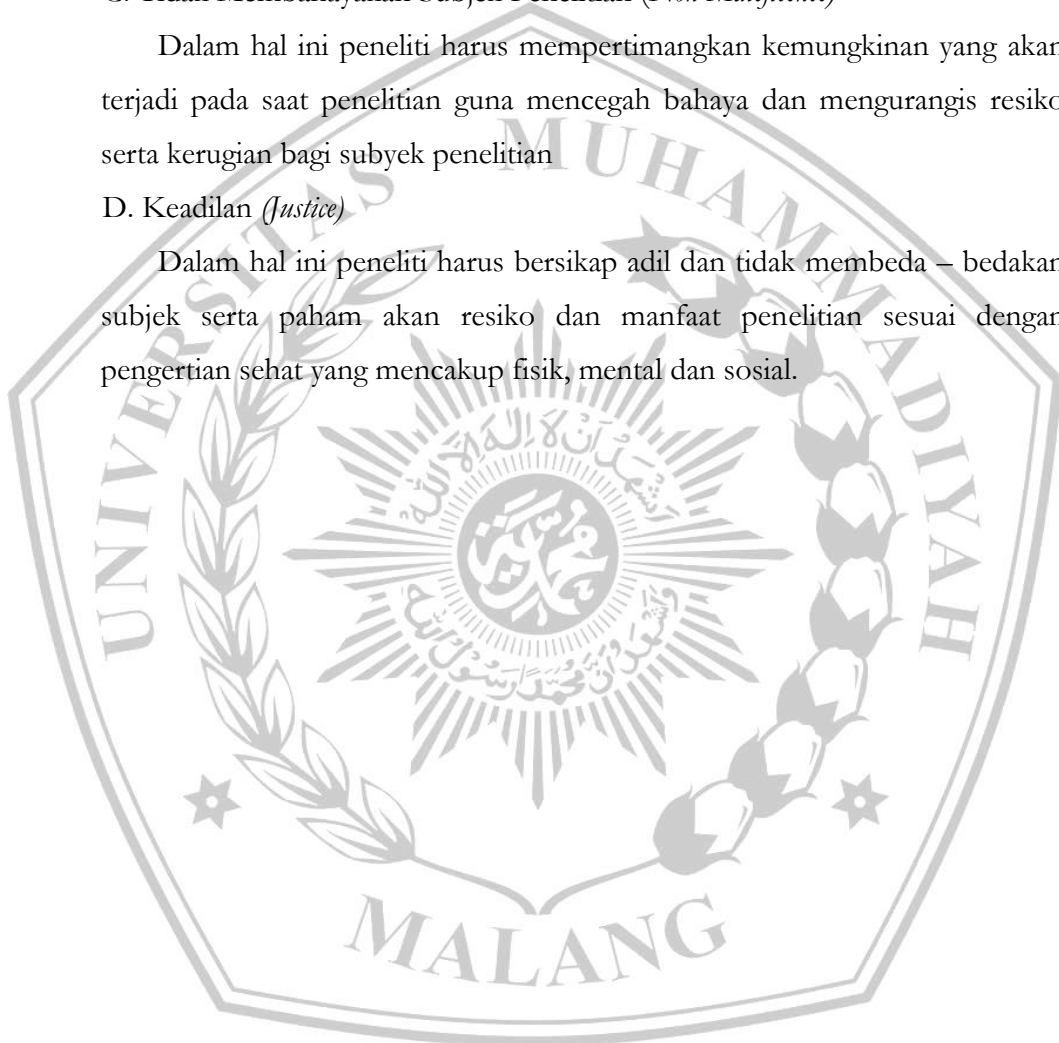 Dalam hal ini peneliti harus mempertimangkan kemungkinan yang akan
terjadi pada saat penelitian guna mencegah bahaya dan mengurangis resiko
serta kerugian bagi subyek penelitian
D. Keadilan (Justice)
Dalam hal ini peneliti harus bersikap adil dan tidak membeda – bedakan
subjek serta paham akan resiko dan manfaat penelitian sesuai dengan
pengertian sehat yang mencakup fisik, mental dan sosial.
UNIVERSITAS MUHAMMADIYAH
MALANG